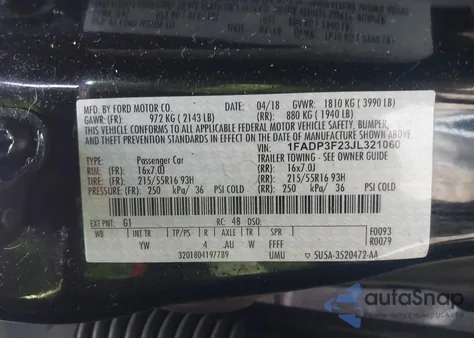 MFD. BY FORD MOTOR CO.
DATE: 04/18 GVWR: 1810 KG ( 3990 LB)
GAWR:(FR): 972 KG ( 2143 LB) (RR): 880 KG ( 1940 LB)
THIS VEHICLE CONFORMS TO ALL APPLICABLE FEDERAL MOTOR VEHICLE SAFETY, BUMPER,
AND THEFT PREVENTION STANDARDS IN EFFECT ON THE DATE OF MANUFACTURE SHOWN ABOVE.
VIN: 1FADP3F23JL321060
TYPE: Passenger Car TRAILER TOWING - SEE OWNER GUIDE
RIM:(FR): 16x7.0J (RR): 16x7.0J
TIRE:(FR): 215/55R16 93H (RR): 215/55R16 93H
PRESSURE:(FR): 250 kPa/ 36 PSI COLD (RR): 250 kPa/ 36 PSI COLD
EXT PNT: G1 RC: 48 DSO: F0093
WB INT TR TP/PS R AXLE TR SPR R0079
YW 4 .AU W FFFF
3201804197789 UMU ▽ 5U5A-3520472-AA
autoSnap